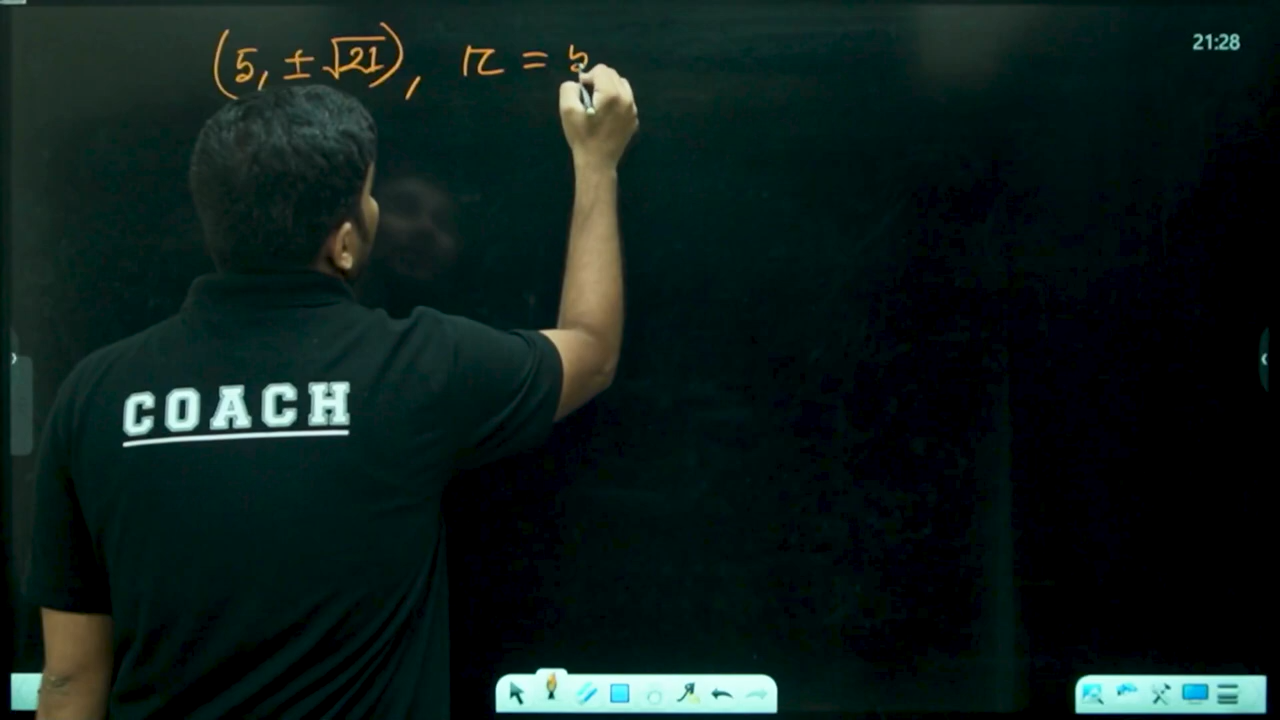 (5, ±√21), r = 5
21:28
COACH